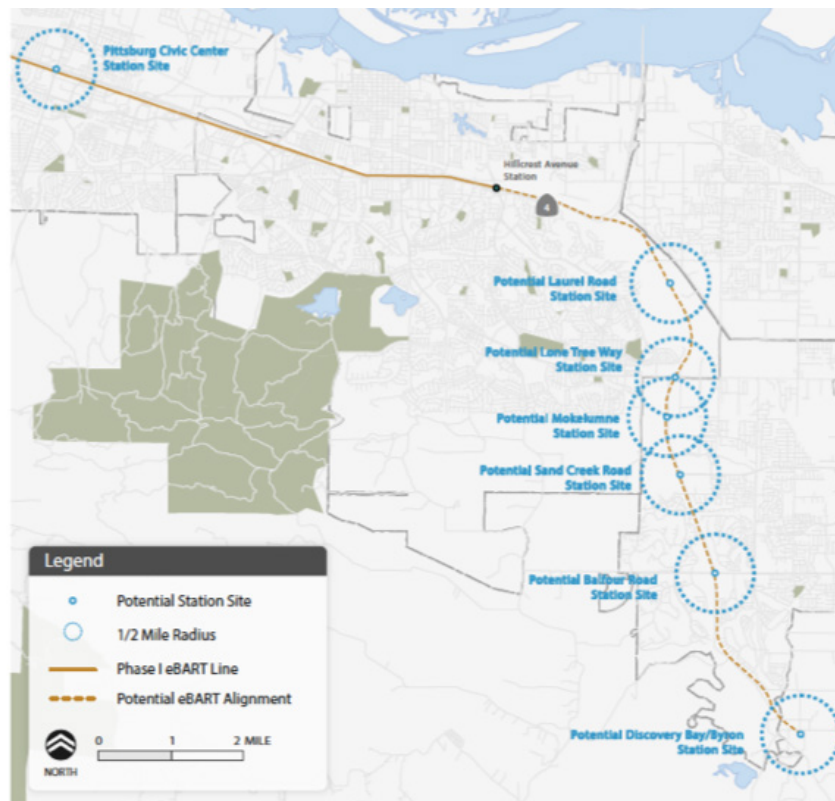 Pittsburg Civic Center
Station Site
Hillcrest Avenue
Station
4
Potential Laurel Road
Station Site
Potential Lone Tree Way
Station Site
Potential Mokelumne
Station Site
Potential Sand Creek Road
Station Site
Potential Balfour Road
Station Site
Potential Discovery Bay/Byron
Station Site
Legend
Potential Station Site
1/2 Mile Radius
Phase I eBART Line
Potential eBART Alignment
NORTH
0 1 2 MILE